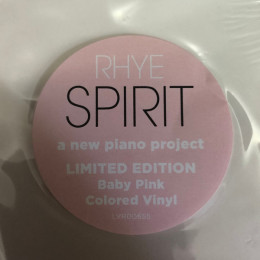 RHYE
SPIRIT
a new piano project
LIMITED EDITION
Baby Pink
Colored Vinyl